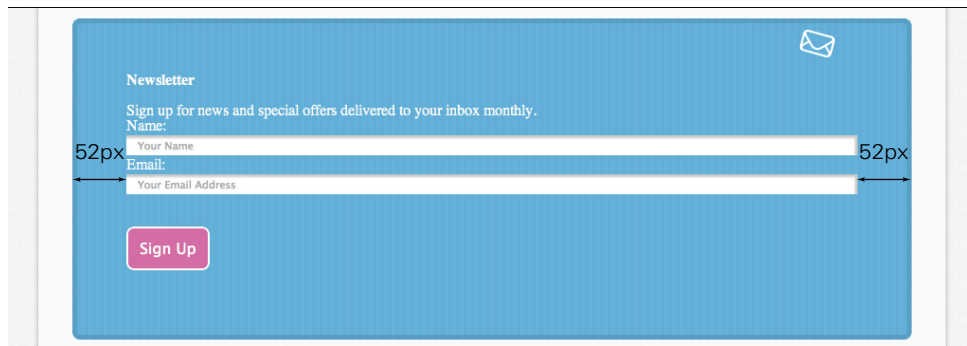 Newsletter
Sign up for news and special offers delivered to your inbox monthly.
Name:
Your Name
52px 52px
Email:
Your Email Address
Sign Up